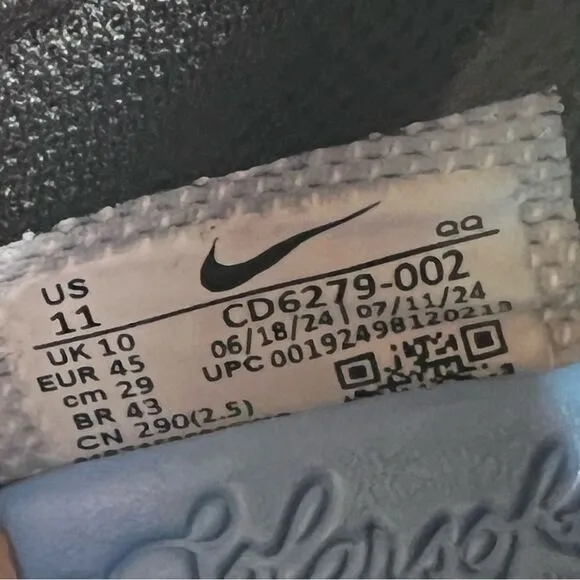 US
11
UK 10
EUR 45
cm 29
BR 43
CN 290(2.5)
QQ
CD6279-002
06/18/24 | 07/11/24
UPC
Solarsoft